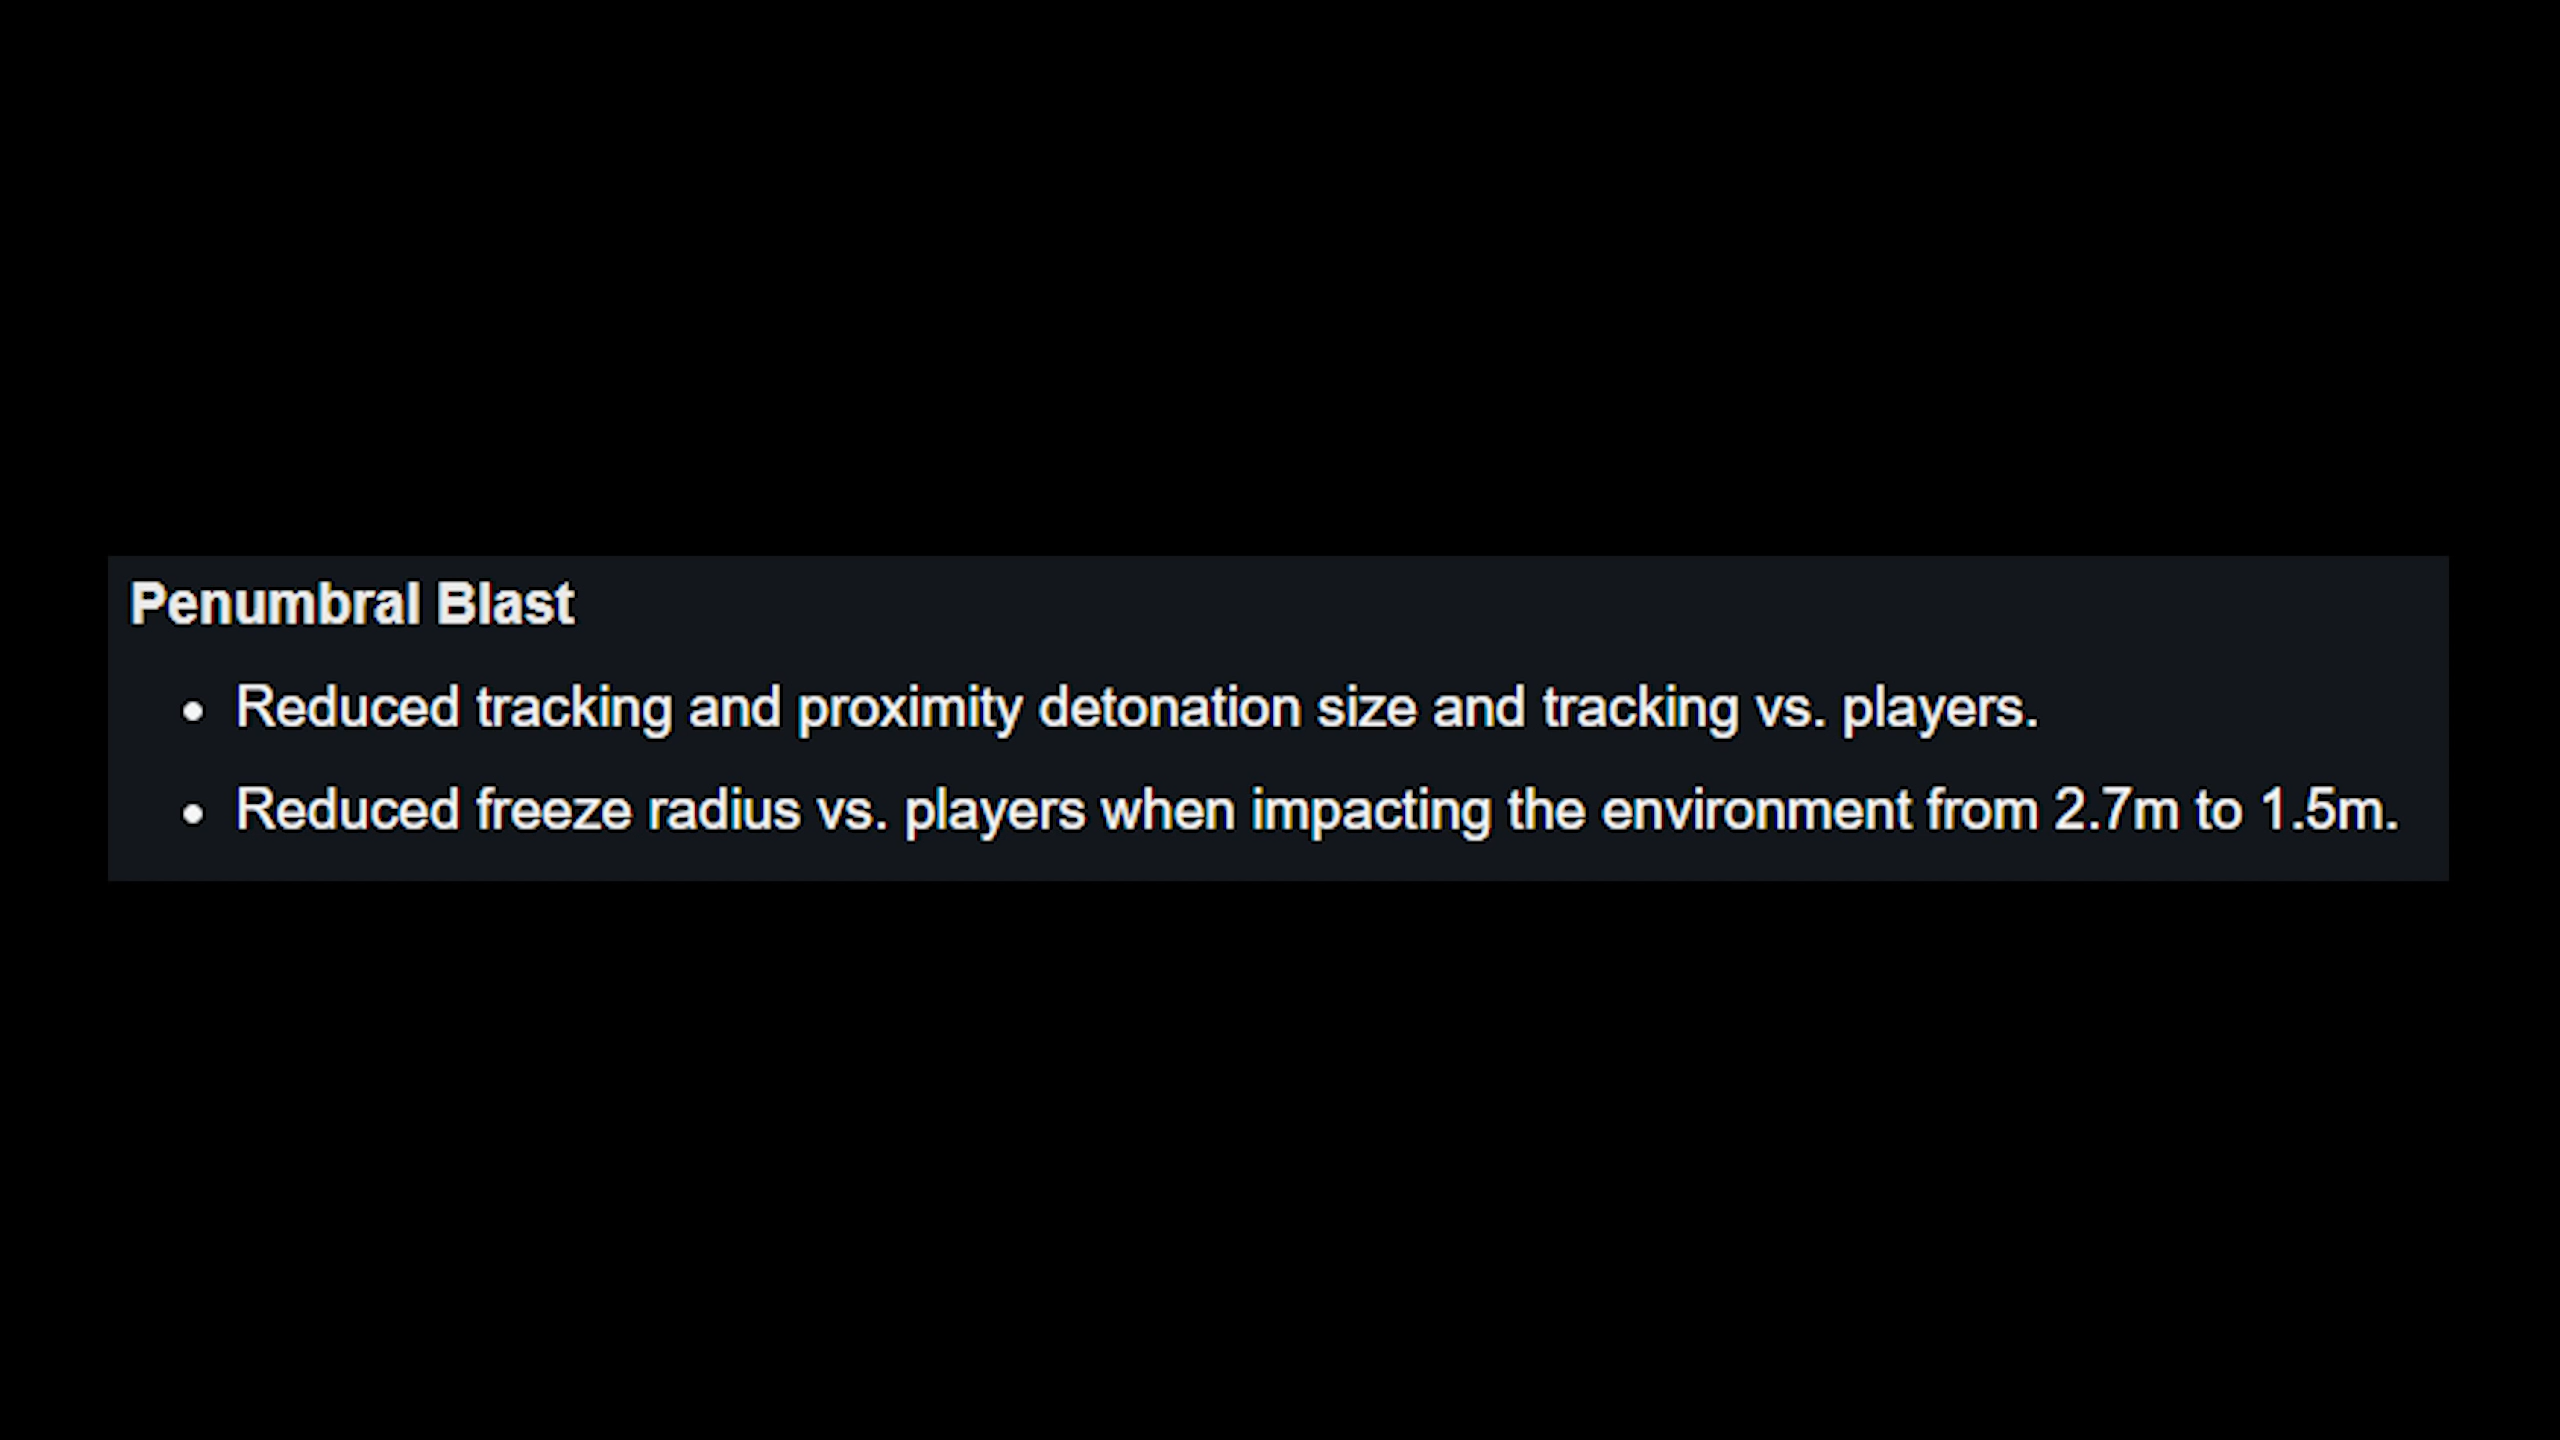 Penumbral Blast
• Reduced tracking and proximity detonation size and tracking vs. players.
• Reduced freeze radius vs. players when impacting the environment from 2.7m to 1.5m.